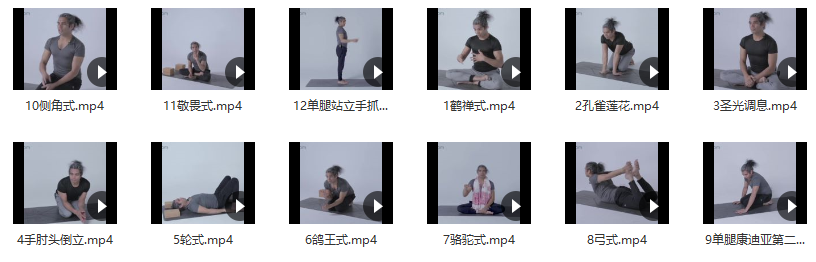 10侧角式.mp4
11敬畏式.mp4
12单腿站立手抓...
1鹤禅式.mp4
2孔雀莲花.mp4
3圣光调息.mp4
4手肘头倒立.mp4
5轮式.mp4
6鸽王式.mp4
7骆驼式.mp4
8弓式.mp4
9单腿康迪亚第二...